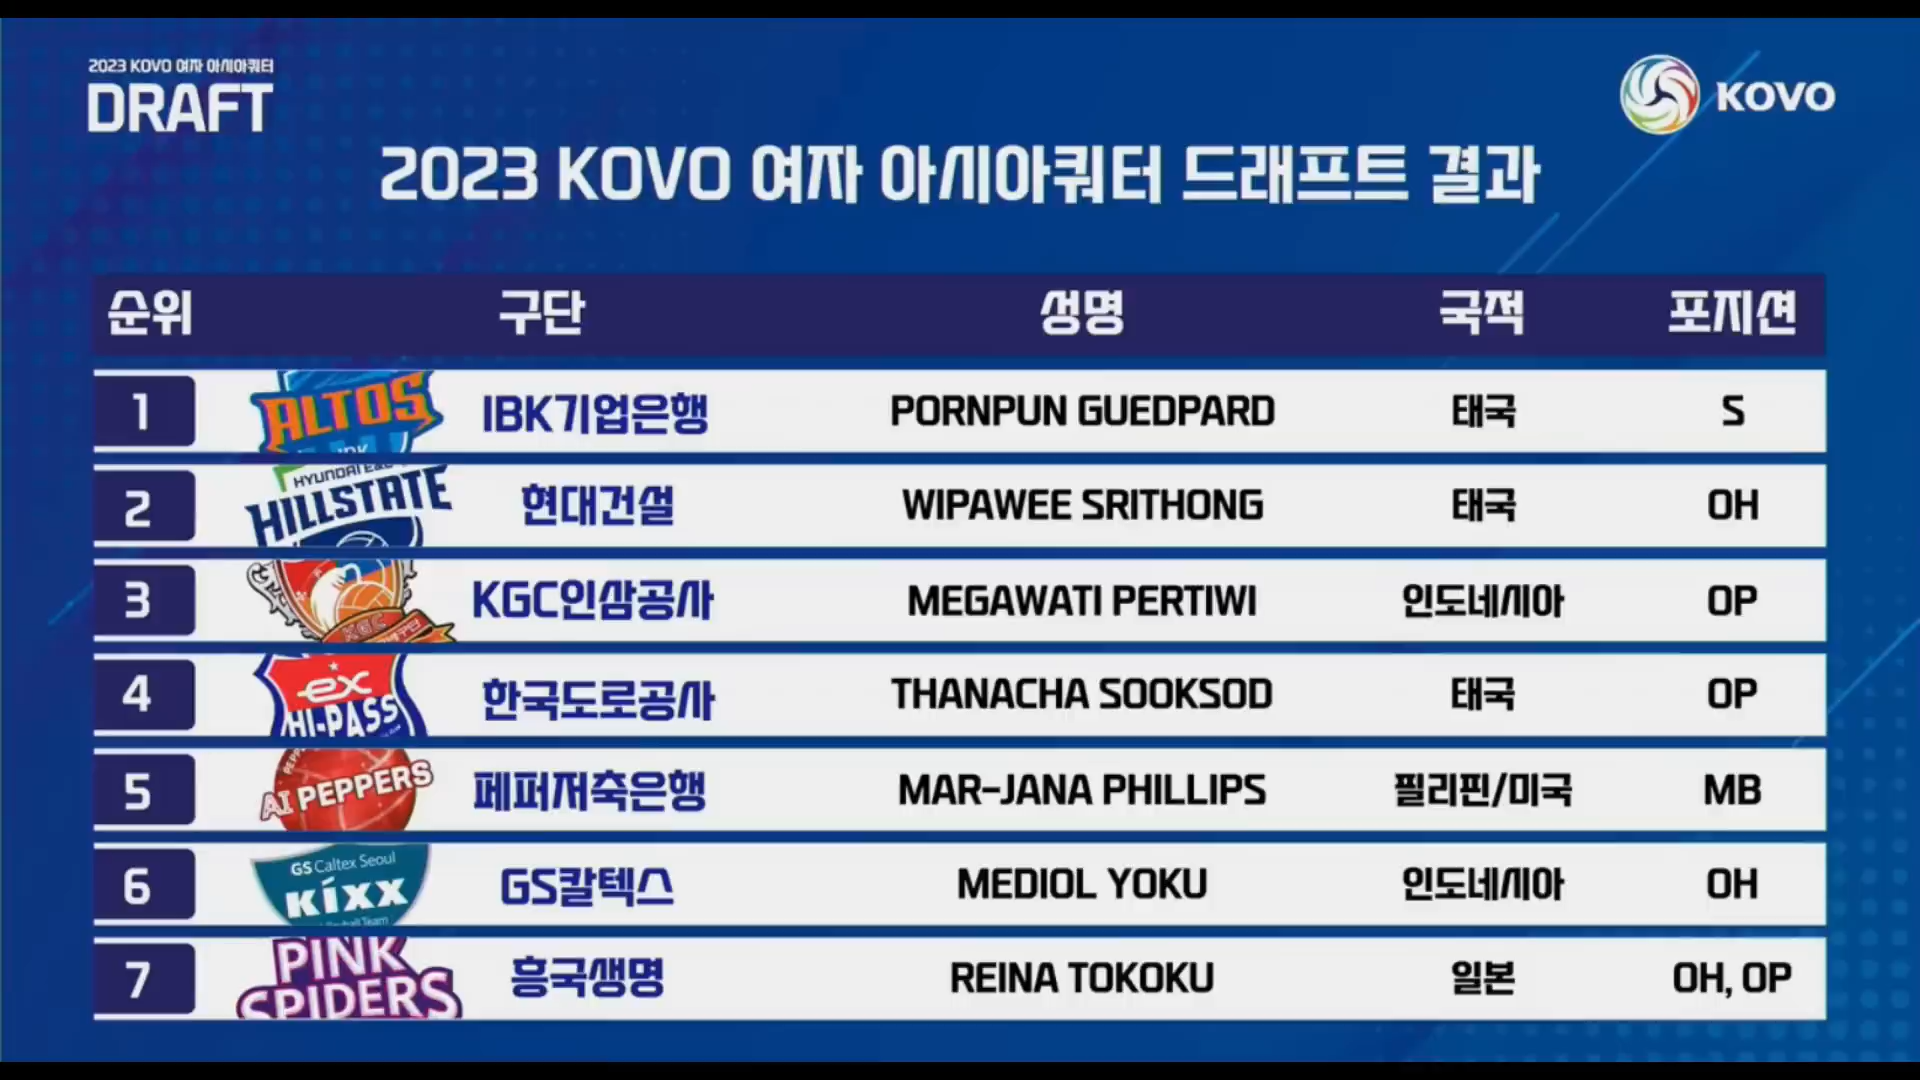 2023 KOVO 여자 아시아쿼터
DRAFT
KOVO
2023 KOVO 여자 아시아쿼터 드래프트 결과
순위 구단 성명 국적 포지션
1 ALTOS IBK기업은행 PORNPUN GUEDPARD 태국 S
2 HYUNDAI E&C HILLSTATE 현대건설 WIPAWEE SRITHONG 태국 OH
3 KGC KGC인삼공사 MEGAWATI PERTIWI 인도네시아 OP
4 ex HI-PASS 한국도로공사 THANACHA SOOKSOD 태국 OP
5 AI PEPPERS 페퍼저축은행 MAR-JANA PHILLIPS 필리핀/미국 MB
6 GS Caltex Seoul kixx GS칼텍스 MEDIOL YOKU 인도네시아 OH
7 PINK SPIDERS 흥국생명 REINA TOKOKU 일본 OH, OP